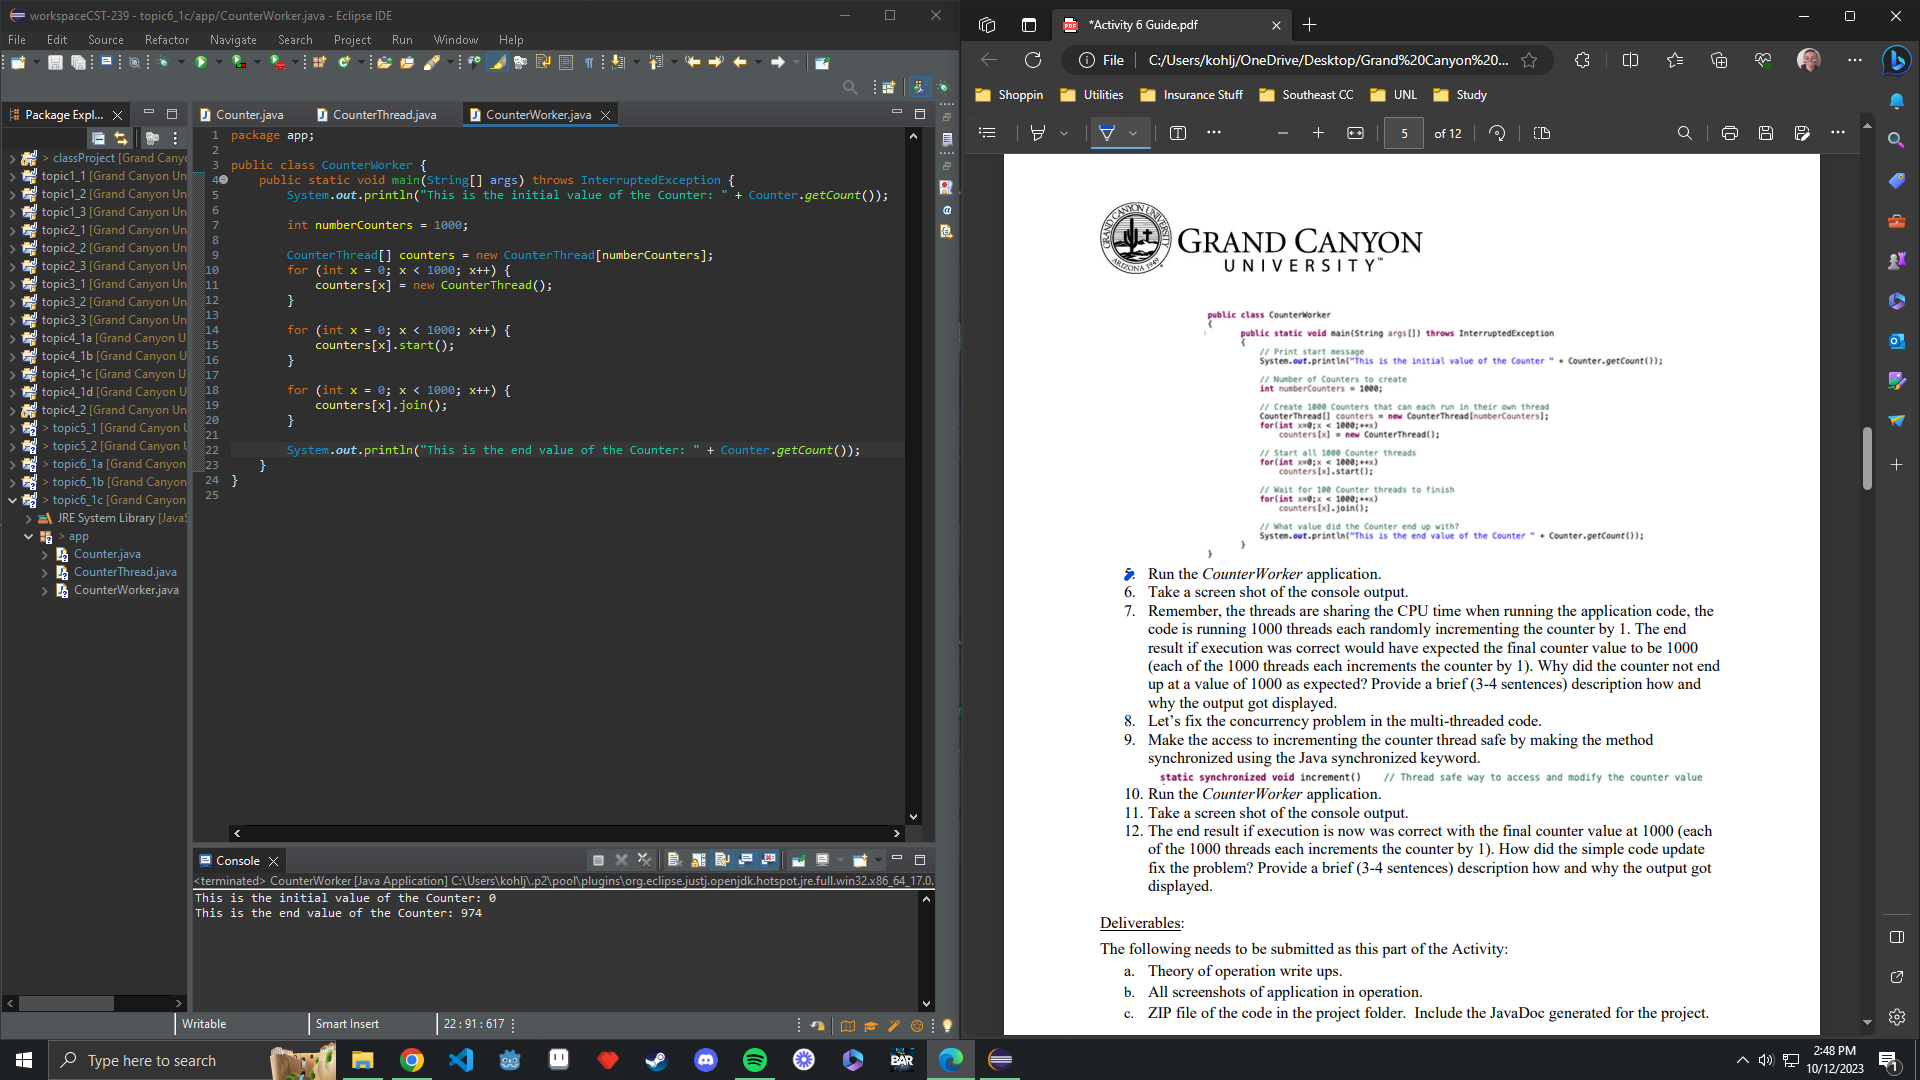 workspaceCST-239 - topic6_1c/app/CounterWorker.java - Eclipse IDE
File Edit Source Refactor Navigate Search Project Run Window Help
Package Expl...
> classProject [Grand Canyo
topic1_1 [Grand Canyon Un
topic1_2 [Grand Canyon Un
topic1_3 [Grand Canyon Un
topic2_1 [Grand Canyon Un
topic2_2 [Grand Canyon Un
topic2_3 [Grand Canyon Un
topic3_1 [Grand Canyon Un
topic3_2 [Grand Canyon Un
topic3_3 [Grand Canyon Un
topic4_1a [Grand Canyon U
topic4_1b [Grand Canyon U
topic4_1c [Grand Canyon U
topic4_1d [Grand Canyon U
topic4_2 [Grand Canyon Un
> topic5_1 [Grand Canyon U
> topic5_2 [Grand Canyon U
> topic6_1a [Grand Canyon
> topic6_1b [Grand Canyon
> topic6_1c [Grand Canyon
JRE System Library [JavaS
> app
Counter.java
CounterThread.java
CounterWorker.java
Counter.java CounterThread.java CounterWorker.java
1 package app;
2
3 public class CounterWorker {
4 public static void main(String[] args) throws InterruptedException {
5 System.out.println("This is the initial value of the Counter: " + Counter.getCount());
6
7 int numberCounters = 1000;
8
9 CounterThread[] counters = new CounterThread[numberCounters];
10 for (int x = 0; x < 1000; x++) {
11 counters[x] = new CounterThread();
12 }
13
14 for (int x = 0; x < 1000; x++) {
15 counters[x].start();
16 }
17
18 for (int x = 0; x < 1000; x++) {
19 counters[x].join();
20 }
21
22 System.out.println("This is the end value of the Counter: " + Counter.getCount());
23 }
24 }
25
Console
<terminated> CounterWorker [Java Application] C:\Users\kohlj\.p2\pool\plugins\org.eclipse.justj.openjdk.hotspot.jre.full.win32.x86_64_17.0.
This is the initial value of the Counter: 0
This is the end value of the Counter: 974
Writable Smart Insert 22 : 91 : 617
*Activity 6 Guide.pdf
File C:/Users/kohlj/OneDrive/Desktop/Grand%20Canyon%20...
Shoppin Utilities Insurance Stuff Southeast CC UNL Study
5 of 12
GRAND CANYON UNIVERSITY
ARIZONA 1949
GRAND CANYON
UNIVERSITY™
public class CounterWorker
{
public static void main(String args[]) throws InterruptedException
{
// Print start message
System.out.println("This is the initial value of the Counter " + Counter.getCount());
// Number of Counters to create
int numberCounters = 1000;
// Create 1000 Counters that can each run in their own thread
CounterThread[] counters = new CounterThread[numberCounters];
for(int x=0;x < 1000;++x)
counters[x] = new CounterThread();
// Start all 1000 Counter threads
for(int x=0;x < 1000;++x)
counters[x].start();
// Wait for 100 Counter threads to finish
for(int x=0;x < 1000;++x)
counters[x].join();
// What value did the Counter end up with?
System.out.println("This is the end value of the Counter " + Counter.getCount());
}
}
5. Run the CounterWorker application.
6. Take a screen shot of the console output.
7. Remember, the threads are sharing the CPU time when running the application code, the
code is running 1000 threads each randomly incrementing the counter by 1. The end
result if execution was correct would have expected the final counter value to be 1000
(each of the 1000 threads each increments the counter by 1). Why did the counter not end
up at a value of 1000 as expected? Provide a brief (3-4 sentences) description how and
why the output got displayed.
8. Let's fix the concurrency problem in the multi-threaded code.
9. Make the access to incrementing the counter thread safe by making the method
synchronized using the Java synchronized keyword.
static synchronized void increment() // Thread safe way to access and modify the counter value
10. Run the CounterWorker application.
11. Take a screen shot of the console output.
12. The end result if execution is now was correct with the final counter value at 1000 (each
of the 1000 threads each increments the counter by 1). How did the simple code update
fix the problem? Provide a brief (3-4 sentences) description how and why the output got
displayed.
Deliverables:
The following needs to be submitted as this part of the Activity:
a. Theory of operation write ups.
b. All screenshots of application in operation.
c. ZIP file of the code in the project folder. Include the JavaDoc generated for the project.
Type here to search
BAR
2:48 PM
10/12/2023
1